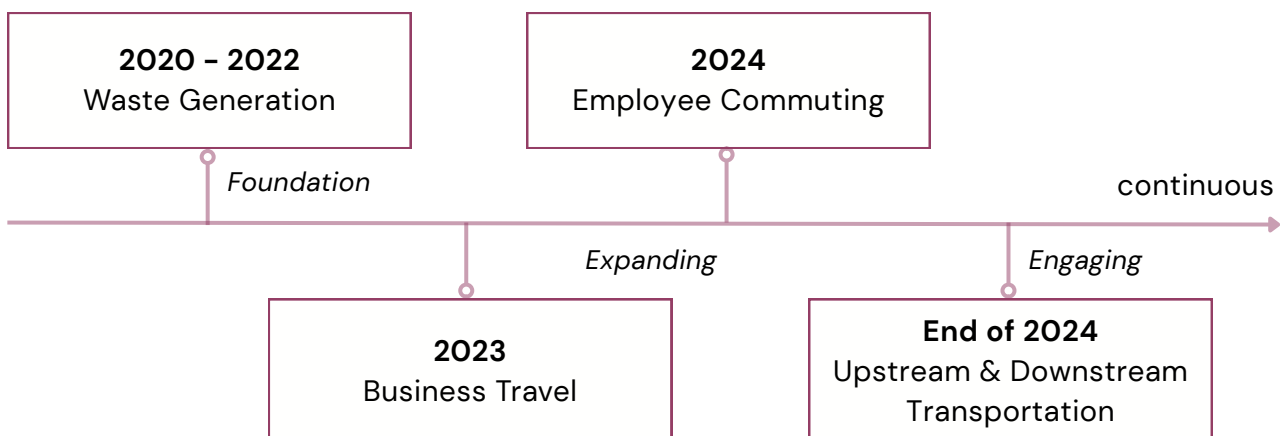 2020 - 2022
Waste Generation
2024
Employee Commuting
Foundation
continuous
Expanding
Engaging
2023
Business Travel
End of 2024
Upstream & Downstream
Transportation